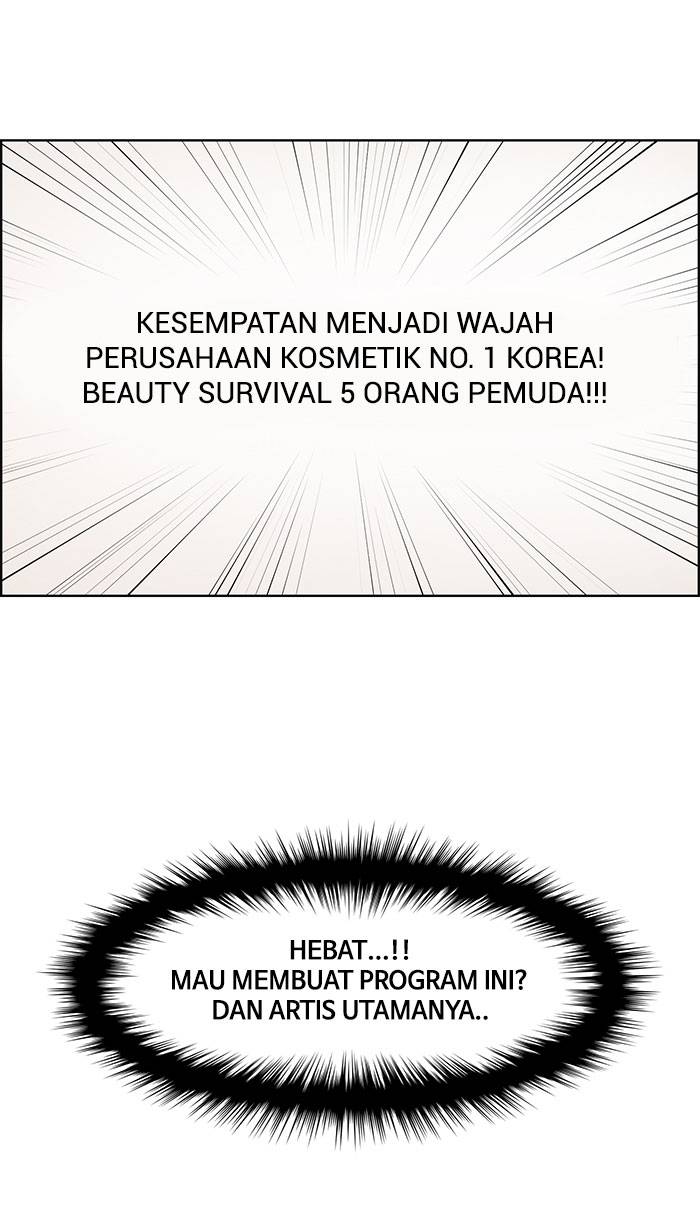 KESEMPATAN MENJADI WAJAH
PERUSAHAAN KOSMETIK NO. 1 KOREA!
BEAUTY SURVIVAL 5 ORANG PEMUDA!!!
HEBAT...!!
MAU MEMBUAT PROGRAM INI?
DAN ARTIS UTAMANYA..